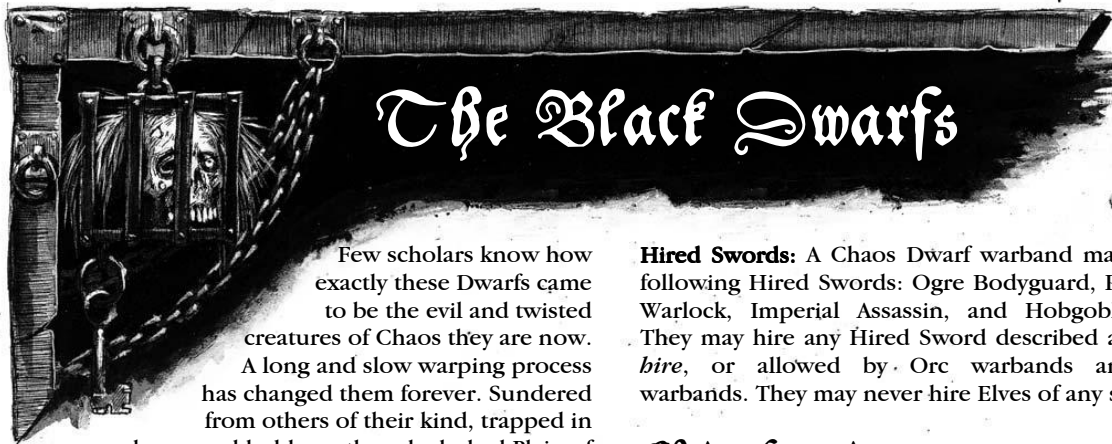 The Black Dwarfs
Few scholars know how
exactly these Dwarfs came
to be the evil and twisted
creatures of Chaos they are now.
A long and slow warping process
has changed them forever. Sundered
from others of their kind, trapped in
Hired Swords: A Chaos Dwarf warband
following Hired Swords: Ogre Bodyguard,
Warlock, Imperial Assassin, and
They may hire any Hired Sword described
hire, or allowed by Orc warbands
warbands. They may never hire Elves of any